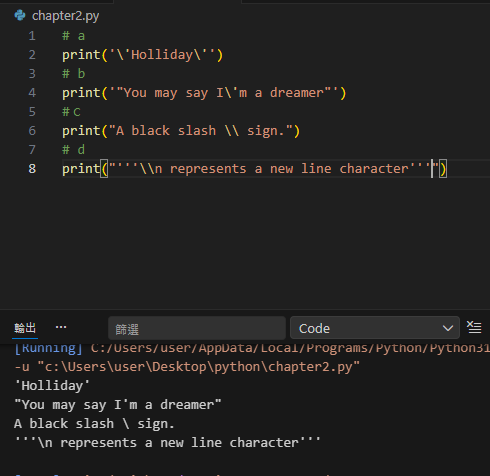 chapter2.py
1 # a
2 print('\'Holliday\'')
3 # b
4 print('"You may say I\'m a dreamer"')
5 #c
6 print("A black slash \\ sign.")
7 # d
8 print("'''\\n represents a new line character'''")
輸出 ... 篩選 Code
[Running] C:/Users/user/AppData/Local/Programs/Python/Python31
-u "c:\Users\user\Desktop\python\chapter2.py"
'Holliday'
"You may say I'm a dreamer"
A black slash \ sign.
'''\n represents a new line character'''